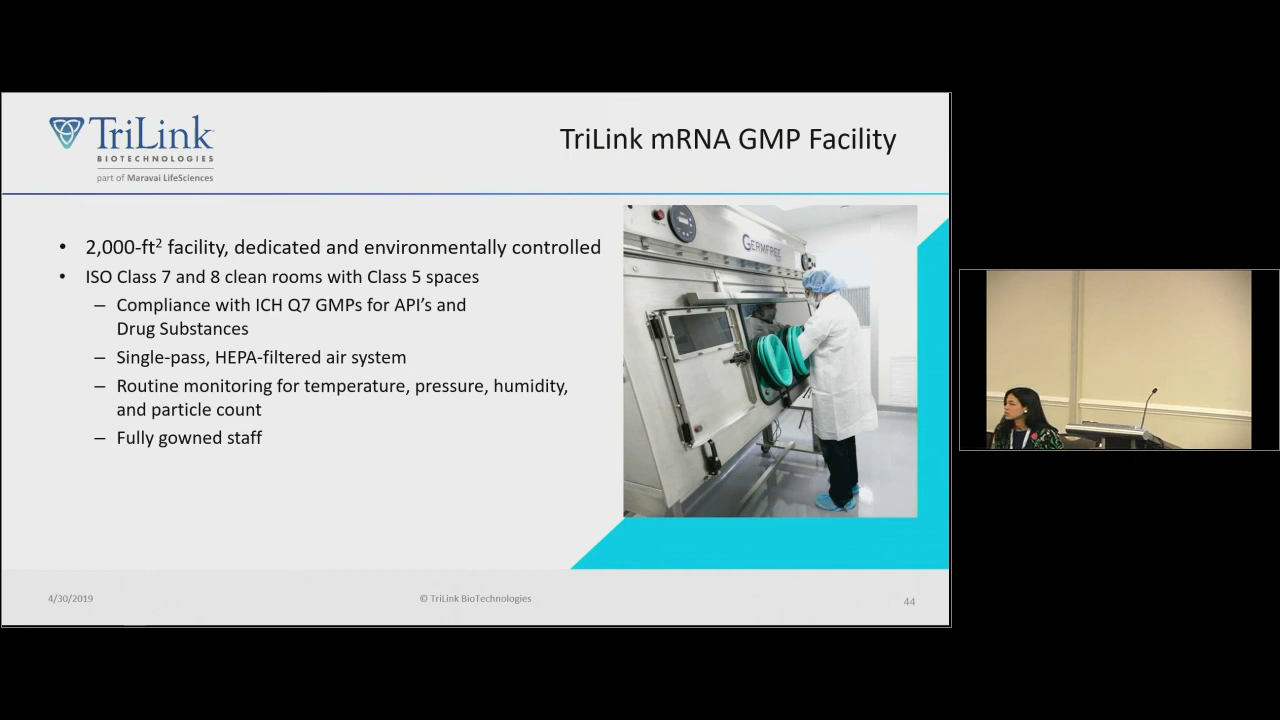 TriLink
BIOTECHNOLOGIES
part of Maravai LifeSciences
TriLink mRNA GMP Facility
• 2,000-ft² facility, dedicated and environmentally controlled
• ISO Class 7 and 8 clean rooms with Class 5 spaces
– Compliance with ICH Q7 GMPs for API’s and
Drug Substances
– Single-pass, HEPA-filtered air system
– Routine monitoring for temperature, pressure, humidity,
and particle count
– Fully gowned staff
GERMFREE
4/30/2019
© TriLink BioTechnologies
44